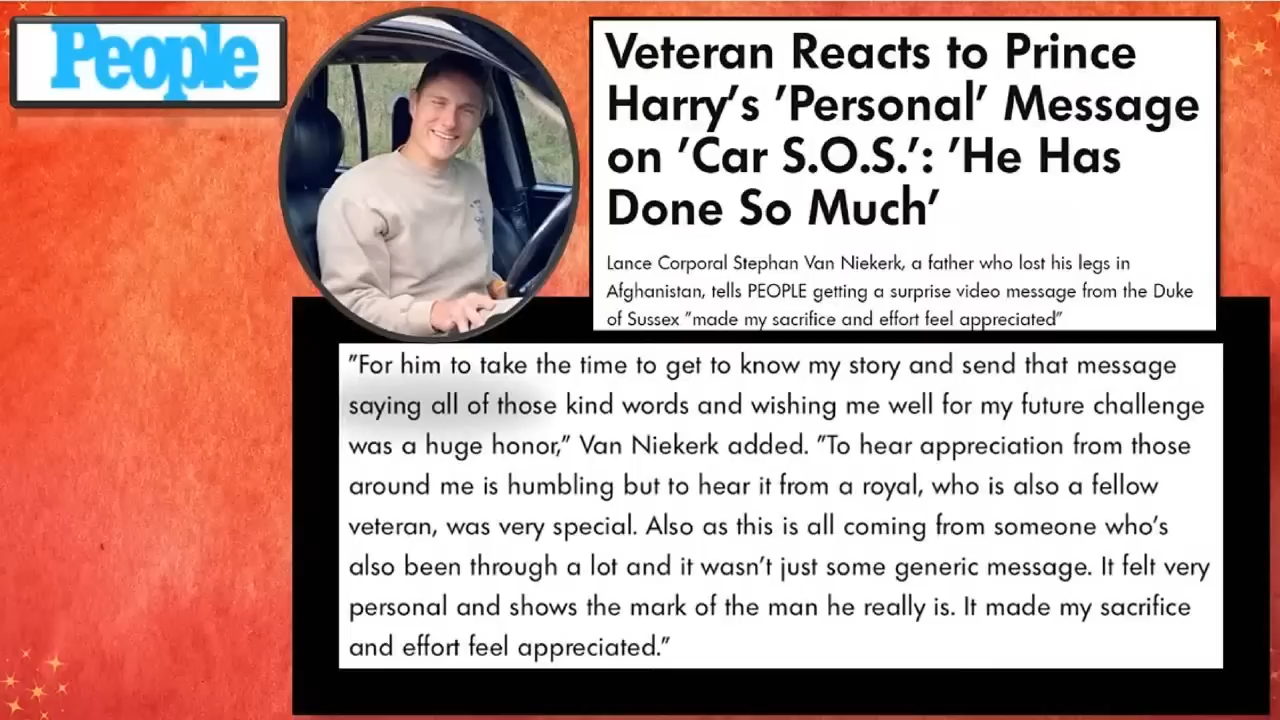 People
Veteran Reacts to Prince
Harry's 'Personal' Message
on 'Car S.O.S.': 'He Has
Done So Much'
Lance Corporal Stephan Van Niekerk, a father who lost his legs in
Afghanistan, tells PEOPLE getting a surprise video message from the Duke
of Sussex "made my sacrifice and effort feel appreciated"
"For him to take the time to get to know my story and send that message
saying all of those kind words and wishing me well for my future challenge
was a huge honor," Van Niekerk added. "To hear appreciation from those
around me is humbling but to hear it from a royal, who is also a fellow
veteran, was very special. Also as this is all coming from someone who's
also been through a lot and it wasn't just some generic message. It felt very
personal and shows the mark of the man he really is. It made my sacrifice
and effort feel appreciated."